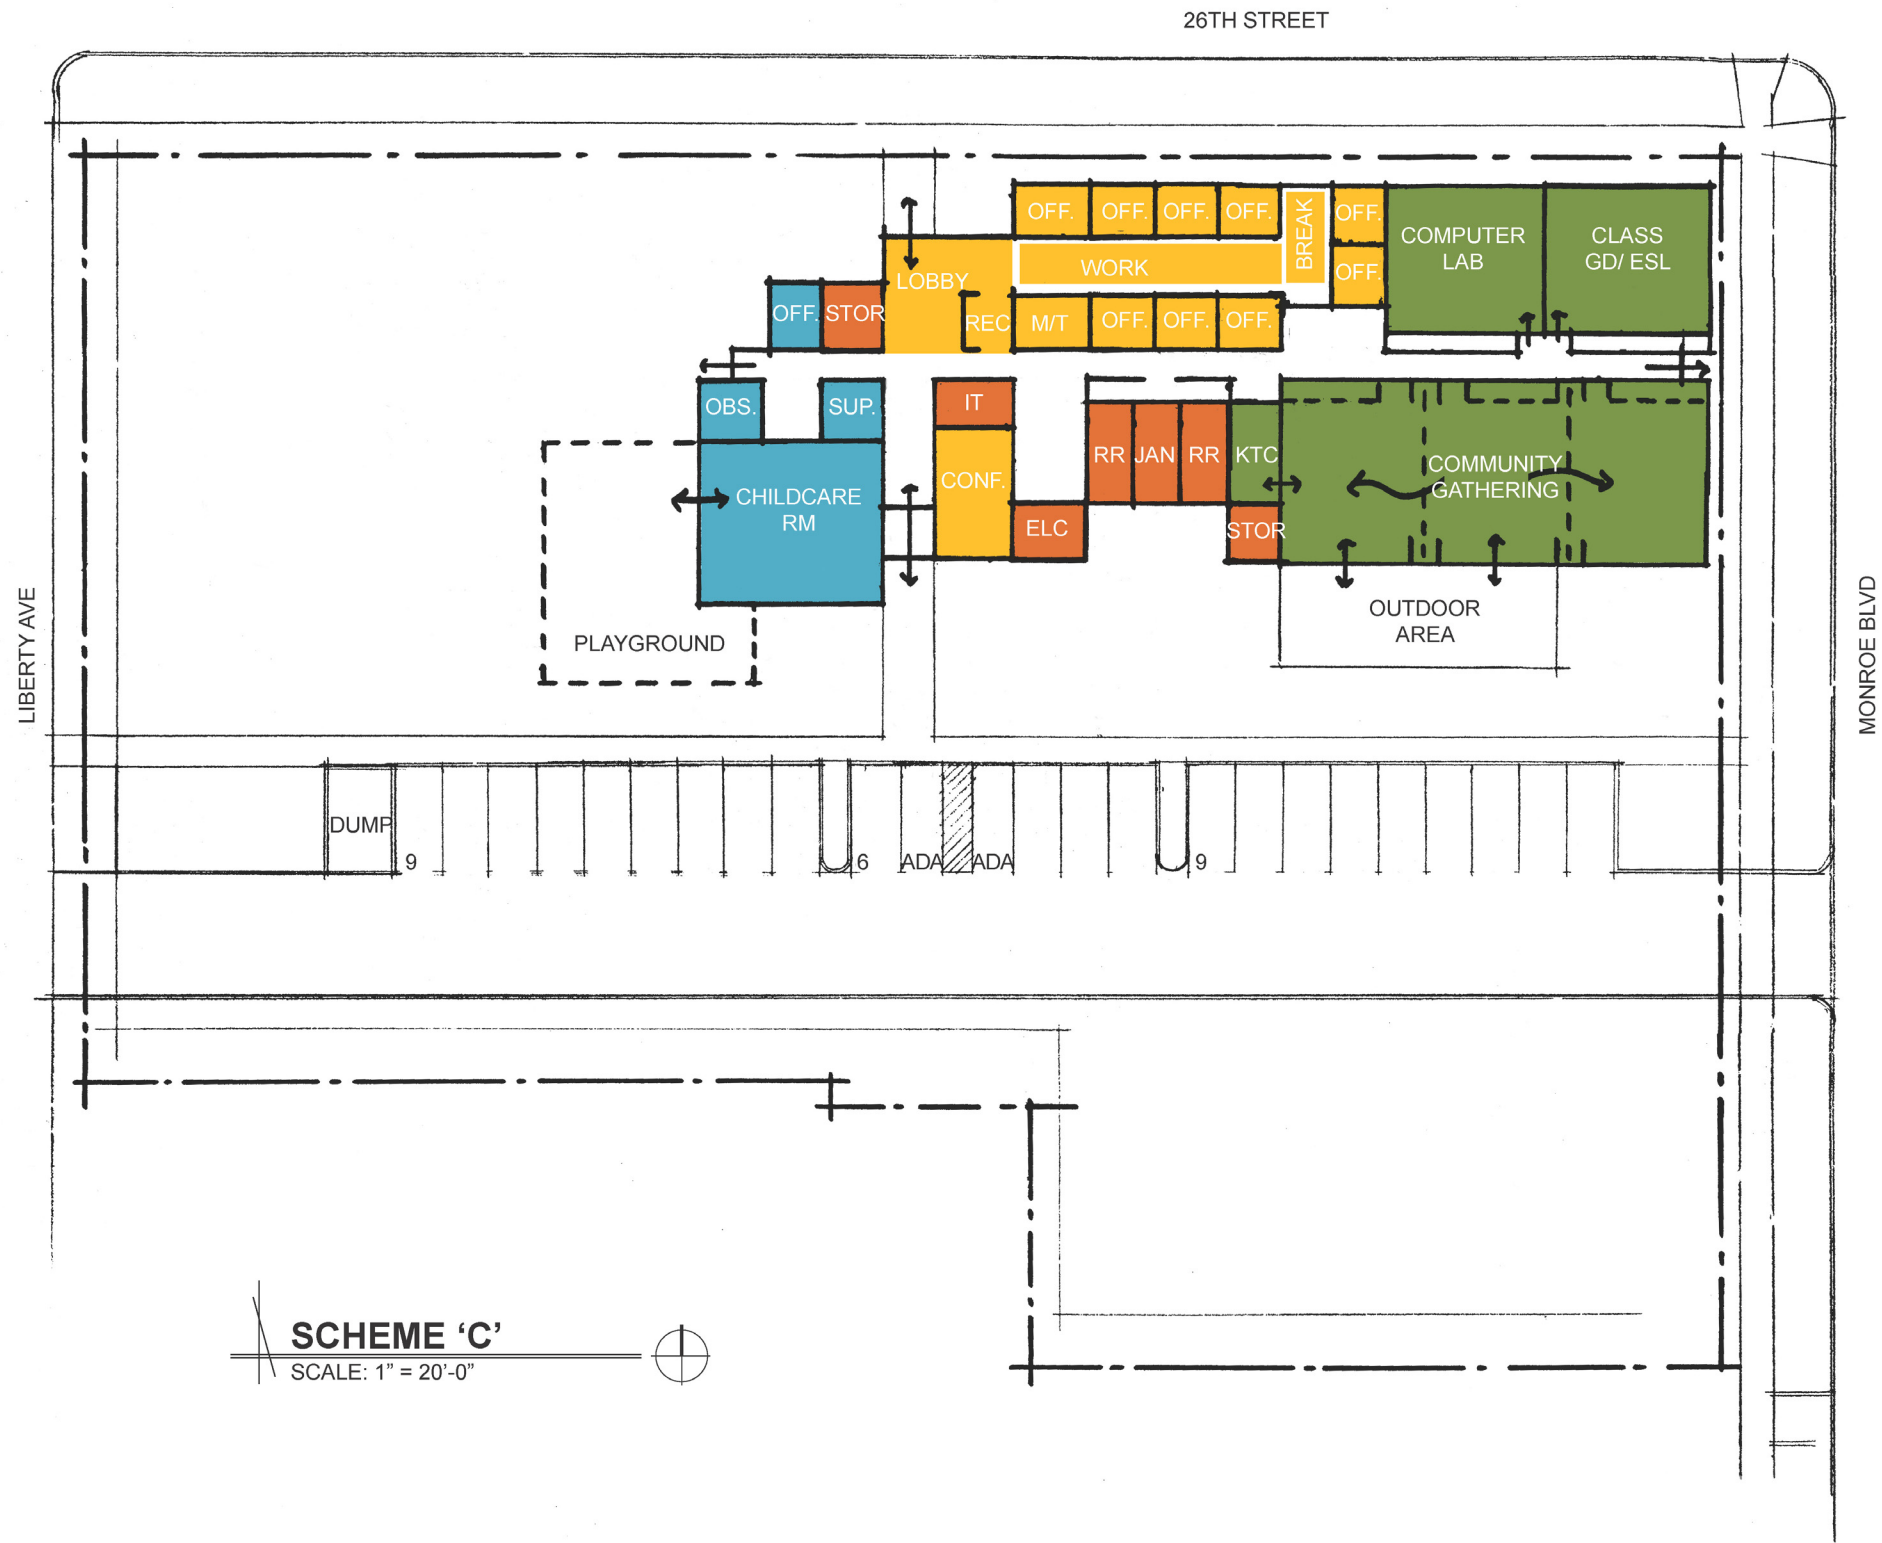 26TH STREET
OFF. OFF. OFF. OFF. BREAK OFF.
COMPUTER
LAB
CLASS
GD/ ESL
LOBBY
WORK
OFF.
OFF. STOR
REC M/T OFF. OFF. OFF.
OBS. SUP. IT
CHILDCARE
RM
CONF.
RR JAN RR KTC
COMMUNITY
GATHERING
ELC
STOR
LIBERTY AVE
PLAYGROUND
OUTDOOR
AREA
MONROE BLVD
DUMP
9 6 ADA ADA 9
SCHEME ‘C’
SCALE: 1” = 20’-0”